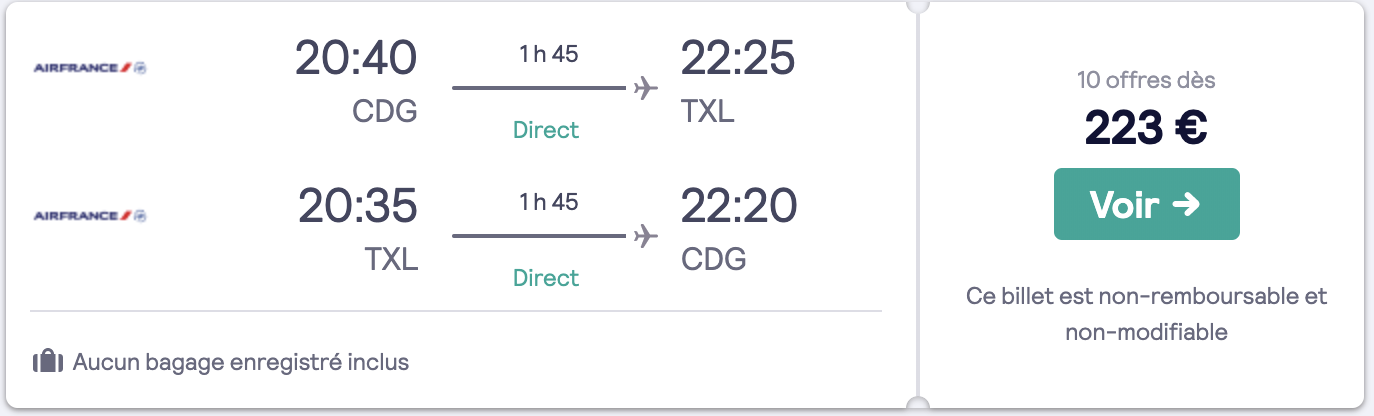 AIRFRANCE
20:40
1 h 45
22:25
CDG
Direct
TXL
AIRFRANCE
20:35
1 h 45
22:20
TXL
Direct
CDG
Aucun bagage enregistré inclus
10 offres dès
223 €
Voir →
Ce billet est non-remboursable et
non-modifiable